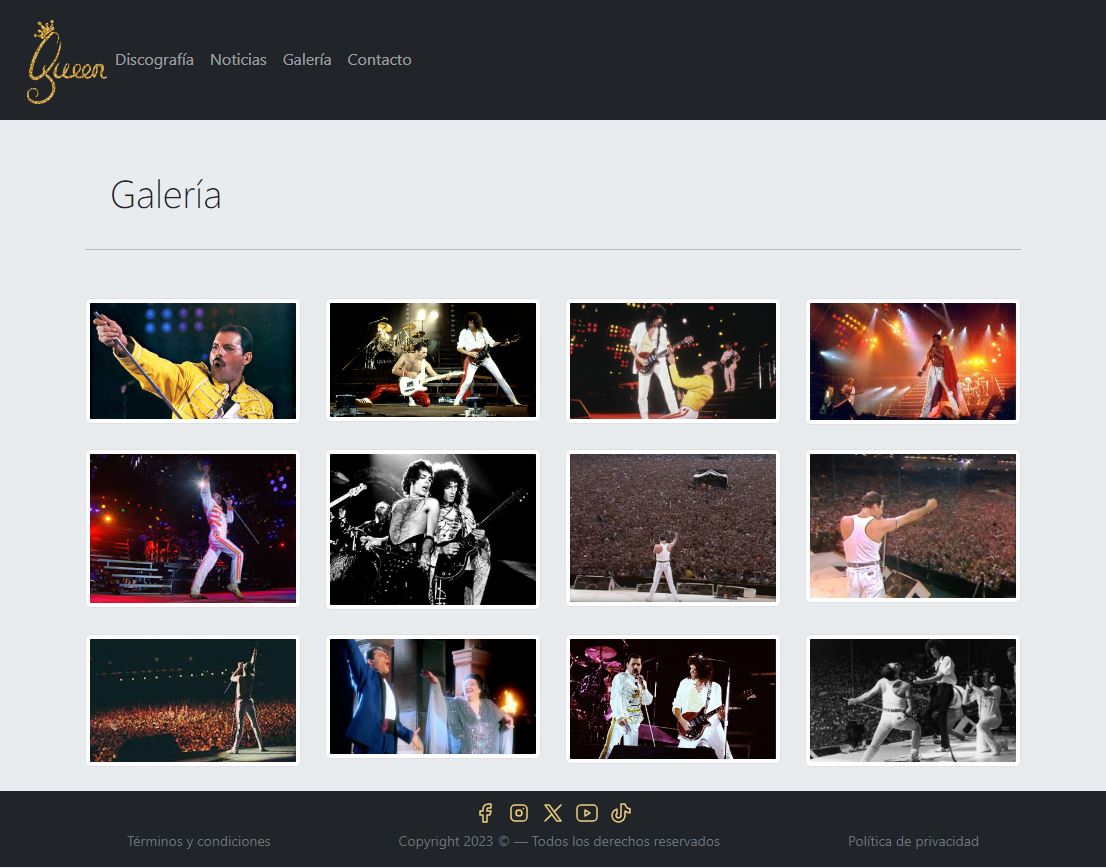 Queen
Discografía Noticias Galería Contacto
Galería
Términos y condiciones Copyright 2023 © — Todos los derechos reservados Política de privacidad